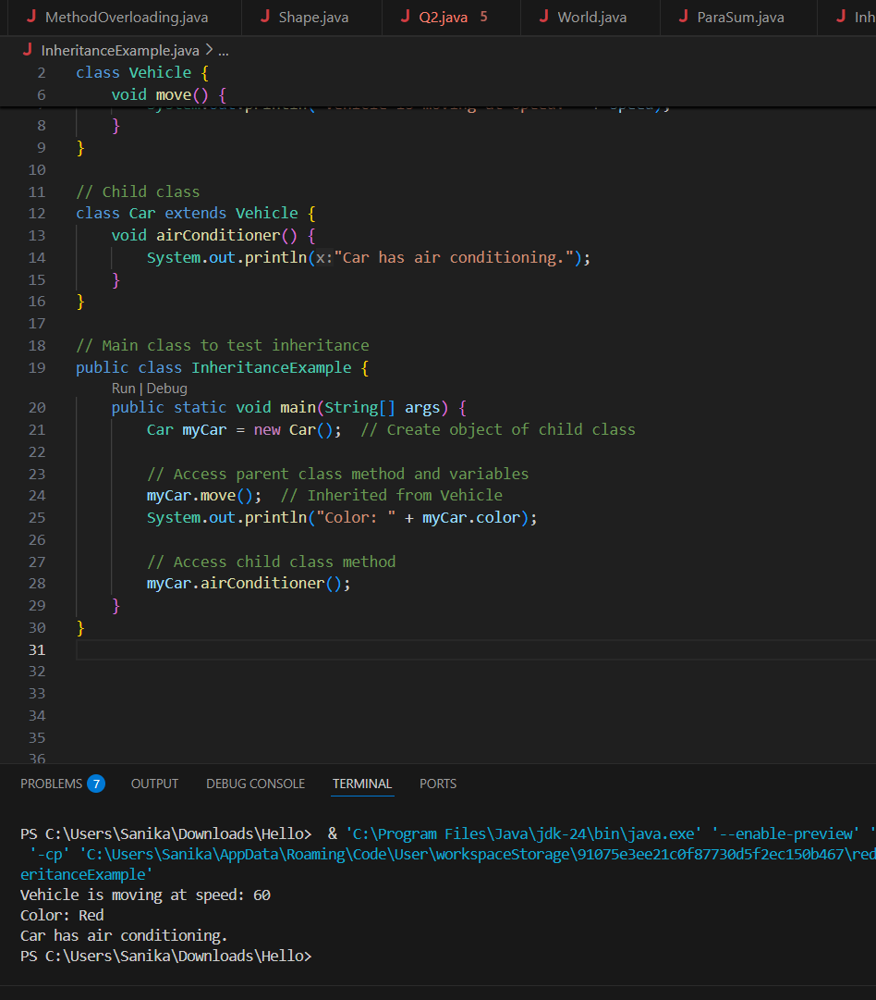 MethodOverloading.java Shape.java Q2.java 5 World.java ParaSum.java Inh
InheritanceExample.java > ...
2 class Vehicle {
6 void move() {
8 }
9 }
10
11 // Child class
12 class Car extends Vehicle {
13 void airConditioner() {
14 System.out.println(x:"Car has air conditioning.");
15 }
16 }
17
18 // Main class to test inheritance
19 public class InheritanceExample {
Run | Debug
20 public static void main(String[] args) {
21 Car myCar = new Car();  // Create object of child class
22
23 // Access parent class method and variables
24 myCar.move();  // Inherited from Vehicle
25 System.out.println("Color: " + myCar.color);
26
27 // Access child class method
28 myCar.airConditioner();
29 }
30 }
31
32
33
34
35
36
PROBLEMS 7 OUTPUT DEBUG CONSOLE TERMINAL PORTS
PS C:\Users\Sanika\Downloads\Hello>  & 'C:\Program Files\Java\jdk-24\bin\java.exe' '--enable-preview' '
'-cp' 'C:\Users\Sanika\AppData\Roaming\Code\User\workspaceStorage\91075e3ee21c0f87730d5f2ec150b467\red
eritanceExample'
Vehicle is moving at speed: 60
Color: Red
Car has air conditioning.
PS C:\Users\Sanika\Downloads\Hello>